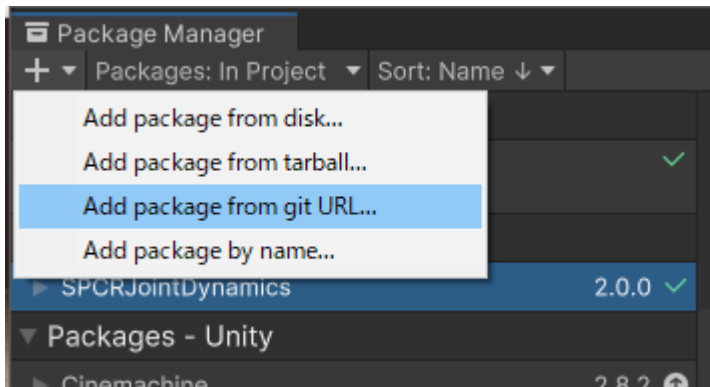 Package Manager
+ Packages: In Project Sort: Name ↓
Add package from disk...
Add package from tarball...
Add package from git URL...
Add package by name...
SPCRJointDynamics 2.0.0
Packages - Unity
Cinemachine 2.8.2